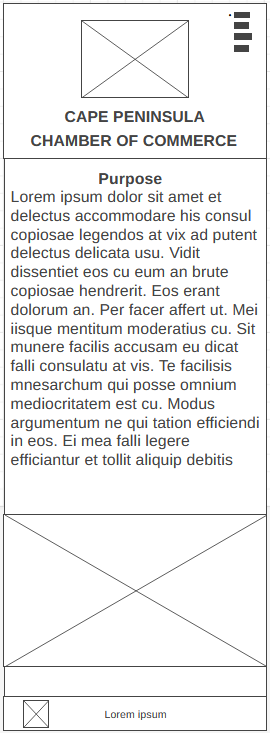 CAPE PENINSULA
CHAMBER OF COMMERCE
Purpose
Lorem ipsum dolor sit amet et
delectus accommodare his consul
copiosae legendos at vix ad putent
delectus delicata usu. Vidit
dissentiet eos cu eum an brute
copiosae hendrerit. Eos erant
dolorum an. Per facer affert ut. Mei
iisque mentitum moderatius cu. Sit
munere facilis accusam eu dicat
falli consulatu at vis. Te facilisis
mnesarchum qui posse omnium
mediocritatem est cu. Modus
argumentum ne qui tation efficiendi
in eos. Ei mea falli legere
efficiantur et tollit aliquip debitis
Lorem ipsum